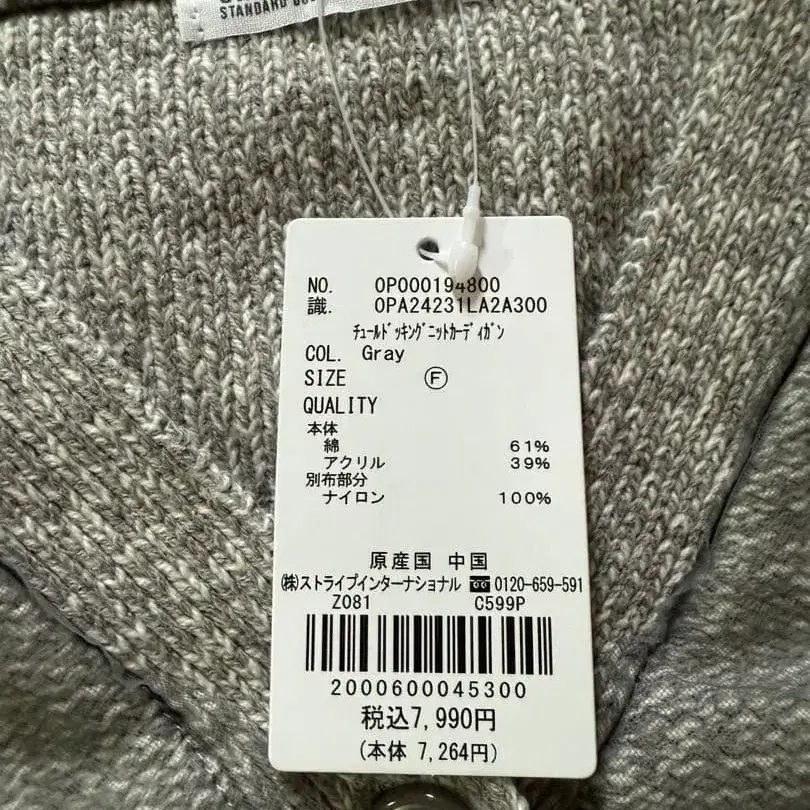 STANDARD
NO. 0P000194800
識. 0PA24231LA2A300
ﾁｭｰﾙﾄﾞｯｷﾝｸﾞﾆｯﾄｶｰﾃﾞｨｶﾞﾝ
COL. Gray
SIZE Ⓕ
QUALITY
本体
綿 61%
アクリル 39%
別布部分
ナイロン 100%
原産国 中国
㈱ストライプインターナショナル 0120-659-591
Z081 C599P
2000600045300
税込7,990円
(本体 7,264円)